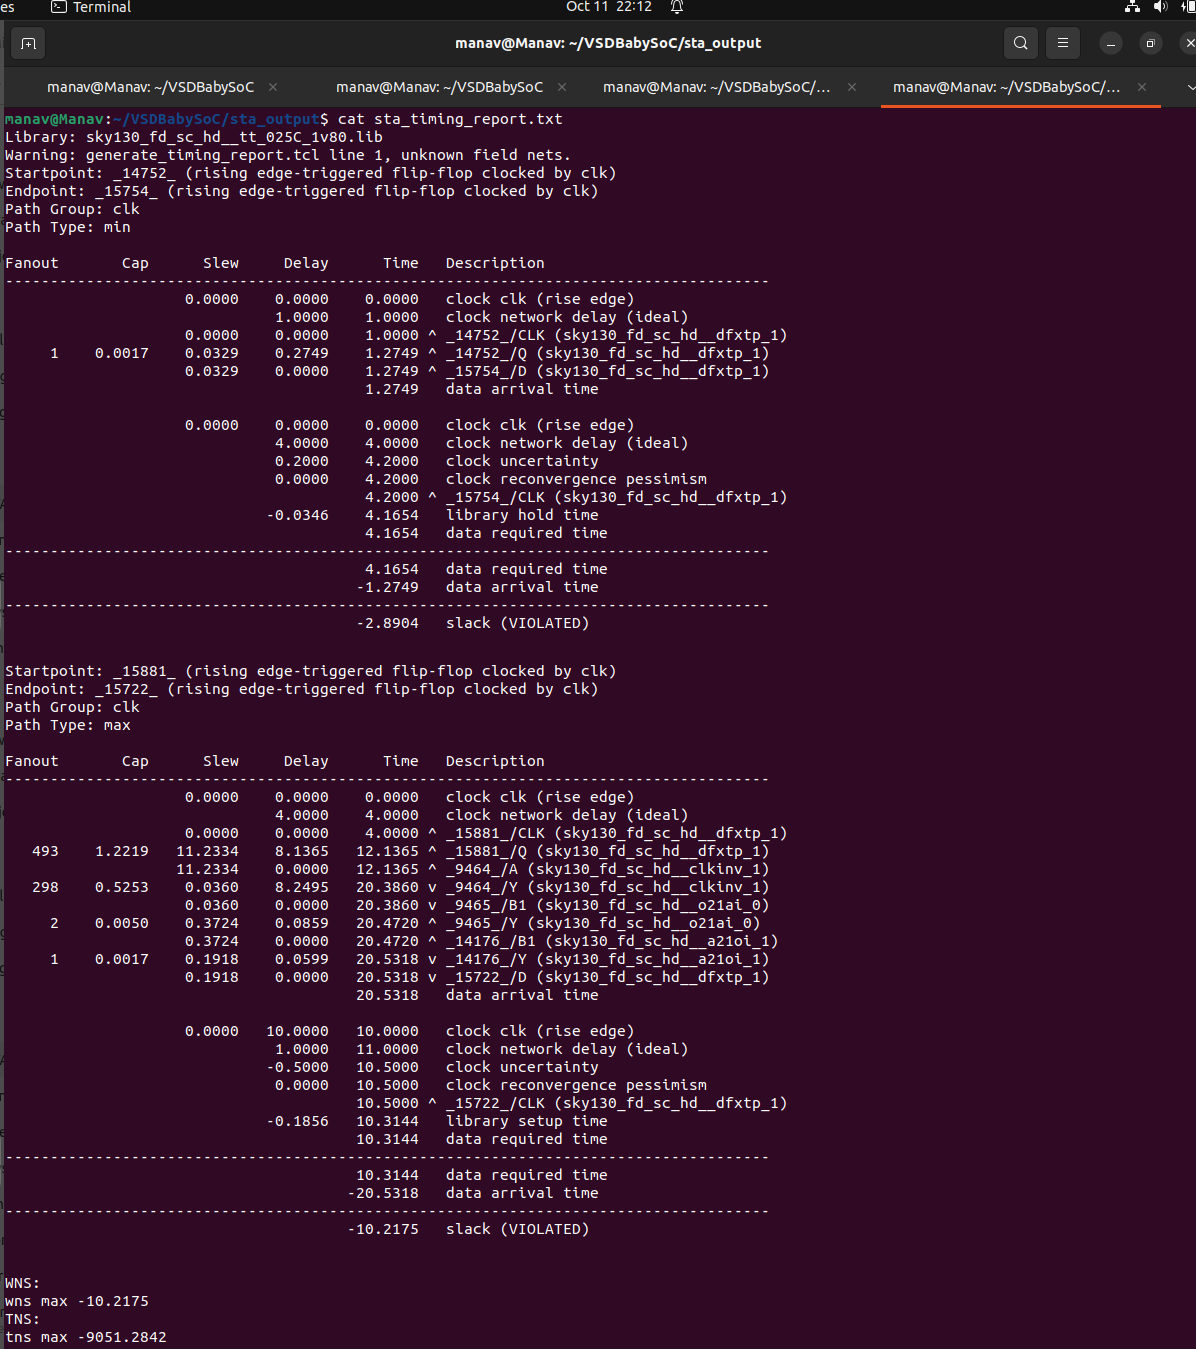 es Terminal Oct 11 22:12
manav@Manav: ~/VSDBabySoC/sta_output
manav@Manav: ~/VSDBabySoC × manav@Manav: ~/VSDBabySoC × manav@Manav: ~/VSDBabySoC/... × manav@Manav: ~/VSDBabySoC/... ×
manav@Manav:~/VSDBabySoC/sta_output$ cat sta_timing_report.txt
Library: sky130_fd_sc_hd__tt_025C_1v80.lib
Warning: generate_timing_report.tcl line 1, unknown field nets.
Startpoint: _14752_ (rising edge-triggered flip-flop clocked by clk)
Endpoint: _15754_ (rising edge-triggered flip-flop clocked by clk)
Path Group: clk
Path Type: min
Fanout Cap Slew Delay Time Description
-------------------------------------------------------------------------------------
0.0000 0.0000 0.0000 clock clk (rise edge)
1.0000 1.0000 clock network delay (ideal)
0.0000 0.0000 1.0000 ^ _14752_/CLK (sky130_fd_sc_hd__dfxtp_1)
1 0.0017 0.0329 0.2749 1.2749 ^ _14752_/Q (sky130_fd_sc_hd__dfxtp_1)
0.0329 0.0000 1.2749 ^ _15754_/D (sky130_fd_sc_hd__dfxtp_1)
1.2749 data arrival time
0.0000 0.0000 0.0000 clock clk (rise edge)
4.0000 4.0000 clock network delay (ideal)
0.2000 4.2000 clock uncertainty
0.0000 4.2000 clock reconvergence pessimism
4.2000 ^ _15754_/CLK (sky130_fd_sc_hd__dfxtp_1)
-0.0346 4.1654 library hold time
4.1654 data required time
-------------------------------------------------------------------------------------
4.1654 data required time
-1.2749 data arrival time
-------------------------------------------------------------------------------------
-2.8904 slack (VIOLATED)
Startpoint: _15881_ (rising edge-triggered flip-flop clocked by clk)
Endpoint: _15722_ (rising edge-triggered flip-flop clocked by clk)
Path Group: clk
Path Type: max
Fanout Cap Slew Delay Time Description
-------------------------------------------------------------------------------------
0.0000 0.0000 0.0000 clock clk (rise edge)
4.0000 4.0000 clock network delay (ideal)
0.0000 0.0000 4.0000 ^ _15881_/CLK (sky130_fd_sc_hd__dfxtp_1)
493 1.2219 11.2334 8.1365 12.1365 ^ _15881_/Q (sky130_fd_sc_hd__dfxtp_1)
11.2334 0.0000 12.1365 ^ _9464_/A (sky130_fd_sc_hd__clkinv_1)
298 0.5253 0.0360 8.2495 20.3860 v _9464_/Y (sky130_fd_sc_hd__clkinv_1)
0.0360 0.0000 20.3860 v _9465_/B1 (sky130_fd_sc_hd__o21ai_0)
2 0.0050 0.3724 0.0859 20.4720 ^ _9465_/Y (sky130_fd_sc_hd__o21ai_0)
0.3724 0.0000 20.4720 ^ _14176_/B1 (sky130_fd_sc_hd__a21oi_1)
1 0.0017 0.1918 0.0599 20.5318 v _14176_/Y (sky130_fd_sc_hd__a21oi_1)
0.1918 0.0000 20.5318 v _15722_/D (sky130_fd_sc_hd__dfxtp_1)
20.5318 data arrival time
0.0000 10.0000 10.0000 clock clk (rise edge)
1.0000 11.0000 clock network delay (ideal)
-0.5000 10.5000 clock uncertainty
0.0000 10.5000 clock reconvergence pessimism
10.5000 ^ _15722_/CLK (sky130_fd_sc_hd__dfxtp_1)
-0.1856 10.3144 library setup time
10.3144 data required time
-------------------------------------------------------------------------------------
10.3144 data required time
-20.5318 data arrival time
-------------------------------------------------------------------------------------
-10.2175 slack (VIOLATED)
WNS:
wns max -10.2175
TNS:
tns max -9051.2842